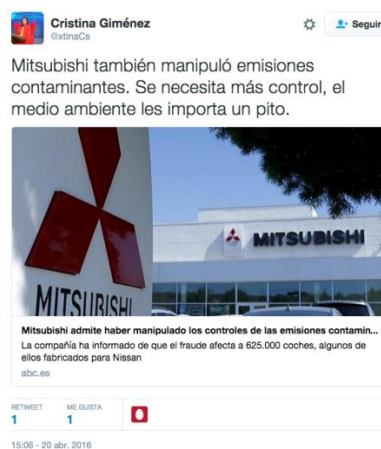 Cristina Giménez
@xtinaCs
Seguir
Mitsubishi también manipuló emisiones
contaminantes. Se necesita más control, el
medio ambiente les importa un pito.
MITSUBISHI
MITSUBISHI
Mitsubishi admite haber manipulado los controles de las emisiones contamin...
La compañía ha informado de que el fraude afecta a 625.000 coches, algunos de
ellos fabricados para Nissan
abc.es
RETWEET ME GUSTA
1 1
15:06 - 20 abr. 2016